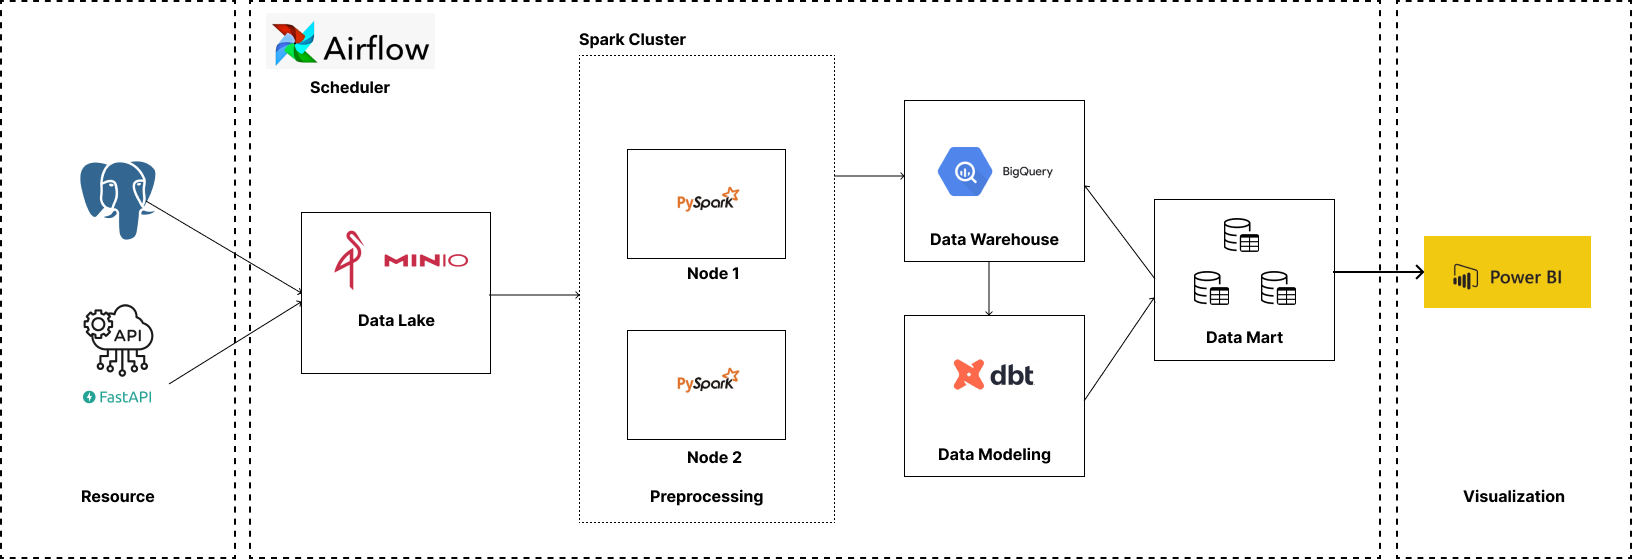 Airflow
Scheduler
Spark Cluster
API
FastAPI
Resource
MINIO
Data Lake
PySpark
Node 1
PySpark
Node 2
Preprocessing
BigQuery
Data Warehouse
dbt
Data Modeling
Data Mart
Power BI
Visualization